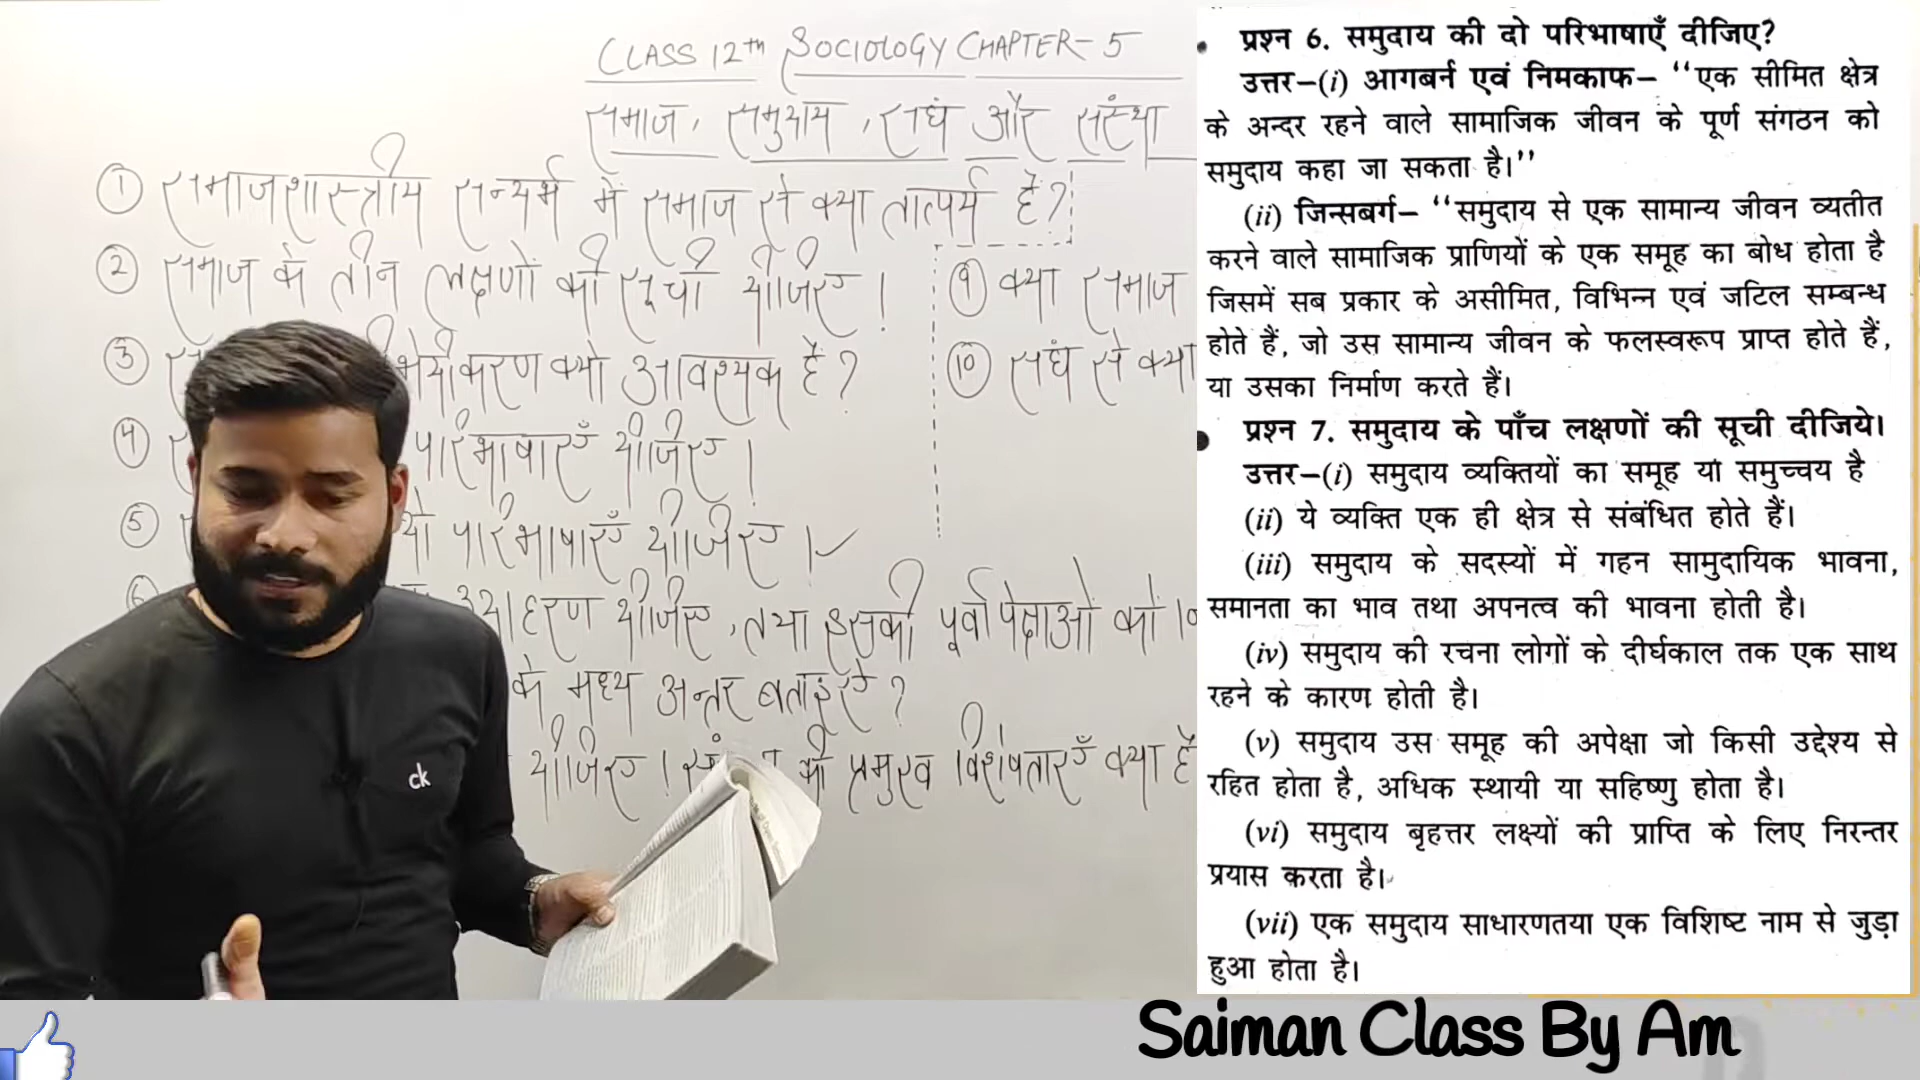 CLASS 12TH SOCIOLOGY CHAPTER-5
समाज, समुदाय, संघ और संस्था
① समाजशास्त्रीय सन्दर्भ में समाज से क्या तात्पर्य है?
② समाज के तीन लक्षणों की सूची दीजिए।
③ क्यों आवश्यक है?
④ परिभाषाएँ दीजिए।
⑤ परिभाषाएँ दीजिए।
⑥ उदाहरण दीजिए, तथा इसकी पूर्वापेक्षाओं को
के मध्य अन्तर बताइए?
दीजिए। की प्रमुख विशेषताएँ क्या है
⑨ क्या समाज
⑩ संघ से क्या
प्रश्न 6. समुदाय की दो परिभाषाएँ दीजिए?
उत्तर–(i) आगबर्न एवं निमकाफ– ‘‘एक सीमित क्षेत्र
के अन्दर रहने वाले सामाजिक जीवन के पूर्ण संगठन को
समुदाय कहा जा सकता है।’’
(ii) जिन्सबर्ग– ‘‘समुदाय से एक सामान्य जीवन व्यतीत
करने वाले सामाजिक प्राणियों के एक समूह का बोध होता है
जिसमें सब प्रकार के असीमित, विभिन्न एवं जटिल सम्बन्ध
होते हैं, जो उस सामान्य जीवन के फलस्वरूप प्राप्त होते हैं,
या उसका निर्माण करते हैं।
प्रश्न 7. समुदाय के पाँच लक्षणों की सूची दीजिये।
उत्तर–(i) समुदाय व्यक्तियों का समूह या समुच्चय है
(ii) ये व्यक्ति एक ही क्षेत्र से संबंधित होते हैं।
(iii) समुदाय के सदस्यों में गहन सामुदायिक भावना,
समानता का भाव तथा अपनत्व की भावना होती है।
(iv) समुदाय की रचना लोगों के दीर्घकाल तक एक साथ
रहने के कारण होती है।
(v) समुदाय उस समूह की अपेक्षा जो किसी उद्देश्य से
रहित होता है, अधिक स्थायी या सहिष्णु होता है।
(vi) समुदाय बृहत्तर लक्ष्यों की प्राप्ति के लिए निरन्तर
प्रयास करता है।
(vii) एक समुदाय साधारणतया एक विशिष्ट नाम से जुड़ा
हुआ होता है।
ck
Saiman Class By Am